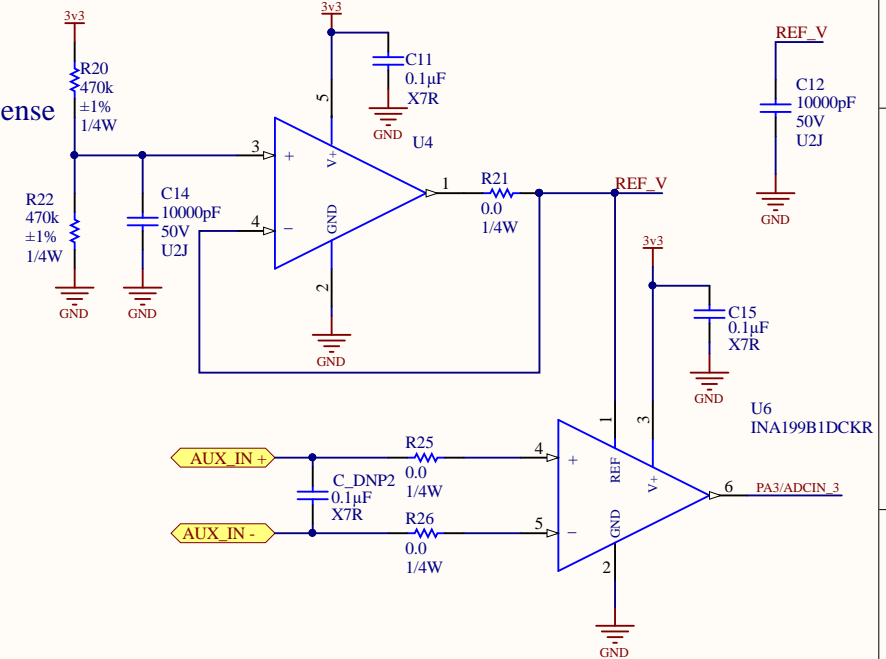 3v3
R20
470k
±1%
1/4W
ense
R22
470k
±1%
1/4W
GND
C14
10000pF
50V
U2J
GND
3v3
C11
0.1µF
X7R
GND
U4
5
V+
3
+
4
−
GND
2
GND
1
R21
0.0
1/4W
REF_V
REF_V
C12
10000pF
50V
U2J
GND
3v3
C15
0.1µF
X7R
GND
U6
INA199B1DCKR
AUX_IN +
AUX_IN -
C_DNP2
0.1µF
X7R
R25
0.0
1/4W
R26
0.0
1/4W
1
3
4
+
5
−
REF
V+
GND
2
GND
6
PA3/ADCIN_3